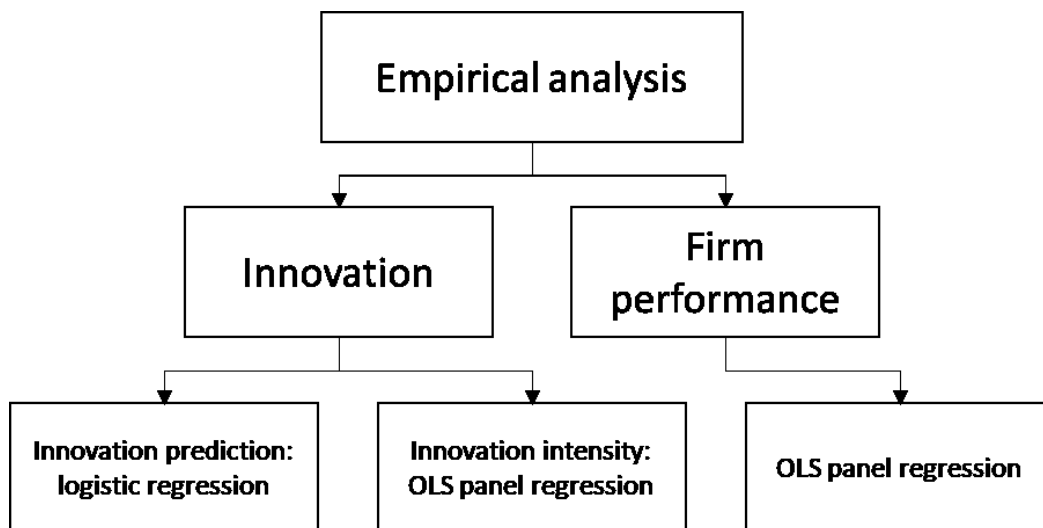 Empirical analysis
Innovation
Firm
performance
Innovation prediction:
logistic regression
Innovation intensity:
OLS panel regression
OLS panel regression